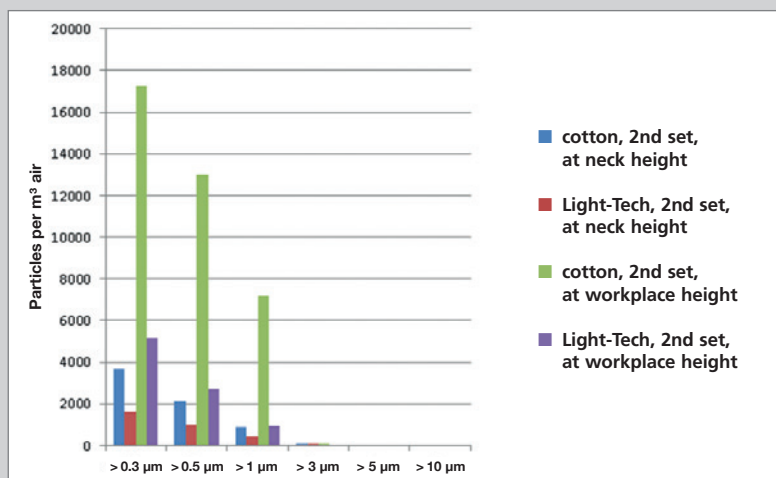 Particles per m³ air
20000
18000
16000
14000
12000
10000
8000
6000
4000
2000
0
> 0.3 µm > 0.5 µm > 1 µm > 3 µm > 5 µm > 10 µm
cotton, 2nd set,
at neck height
Light-Tech, 2nd set,
at neck height
cotton, 2nd set,
at workplace height
Light-Tech, 2nd set,
at workplace height